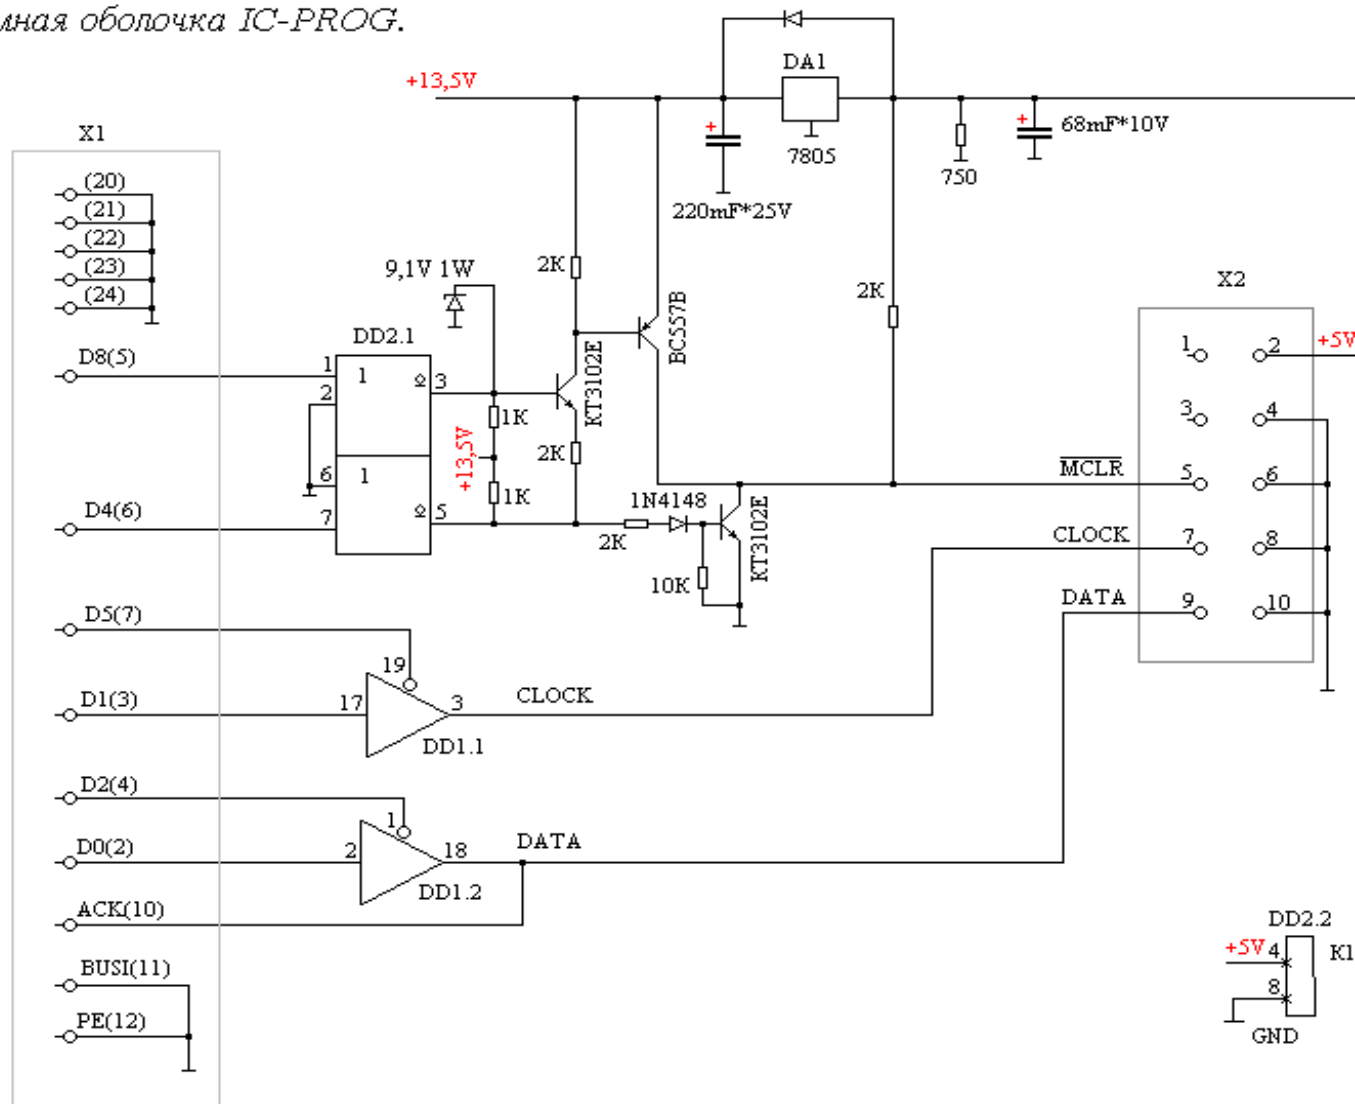 мная оболочка IC-PROG.
+13,5V
DA1
7805
220mF*25V
750
68mF*10V
X1
(20)
(21)
(22)
(23)
(24)
D8(5)
D4(6)
D5(7)
D1(3)
D2(4)
D0(2)
ACK(10)
BUSI(11)
PE(12)
9,1V 1W
DD2.1
1
2
6
7
1
1
3
5
1K
+13,5V
1K
2K
2K
KT3102E
BC557B
2K
1N4148
2K
10K
KT3102E
2K
19
17
3
CLOCK
DD1.1
1
2
18
DATA
DD1.2
MCLR
CLOCK
DATA
X2
+5V
1
2
3
4
5
6
7
8
9
10
DD2.2
+5V
4
8
K1
GND